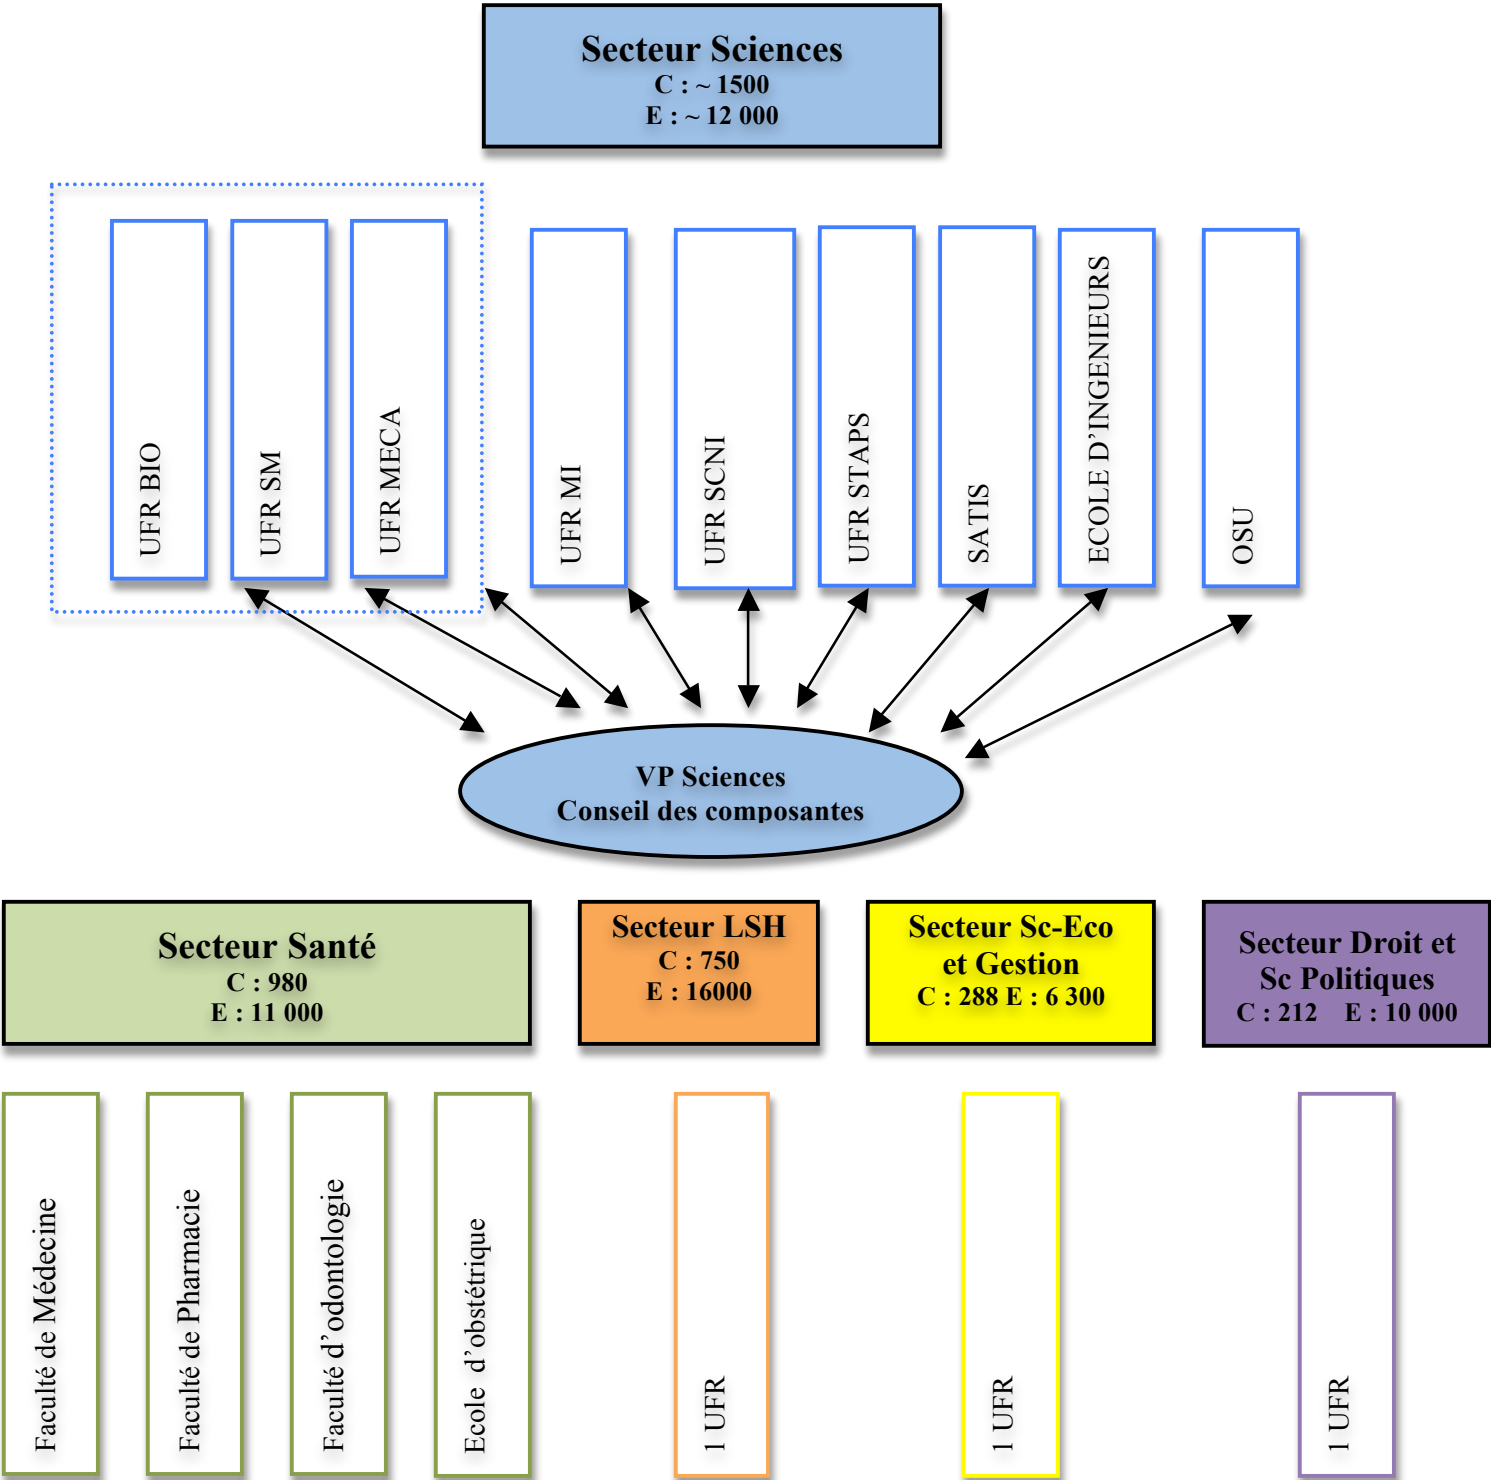 Secteur Sciences
C : ~ 1500
E : ~ 12 000
UFR BIO
UFR SM
UFR MECA
UFR MI
UFR SCNI
UFR STAPS
SATIS
ECOLE D’INGENIEURS
OSU
VP Sciences
Conseil des composantes
Secteur Santé
C : 980
E : 11 000
Secteur LSH
C : 750
E : 16000
Secteur Sc-Eco
et Gestion
C : 288 E : 6 300
Secteur Droit et
Sc Politiques
C : 212 E : 10 000
Faculté de Médecine
Faculté de Pharmacie
Faculté d’odontologie
Ecole d’obstétrique
1 UFR
1 UFR
1 UFR